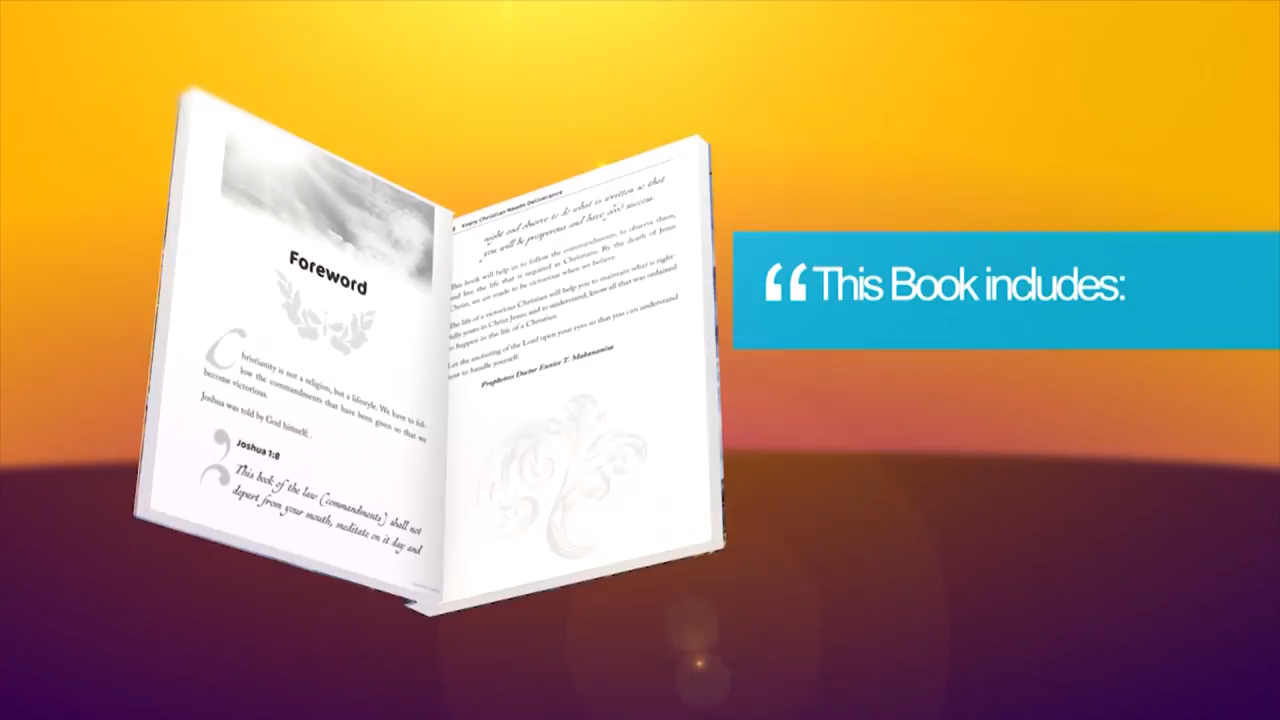 Foreword
Christianity is not a religion, but a lifestyle. We have to fol-
low the commandments that have been given so that we
become victorious.
Joshua was told by God himself. .
Joshua 1:8
This book of the law (commandments) shall not
depart from your mouth, meditate on it day and
8 Every Christian Needs Deliverance
night and observe to do what is written so that
you will be prosperous and have good success.
This book will help us to follow the commandments, to observe them,
and live the life that is required as Christians. By the death of Jesus
Christ, we are made to be victorious when we believe.
The life of a victorious Christian will help you to maintain what is right-
fully yours in Christ Jesus; and to understand, know all that was ordained
to happen in the life of a Christian.
Let the anointing of the Lord open your eyes so that you can understand
how to handle yourself.
Prophetess Doctor Eunice T. Makananisa
“This Book includes: